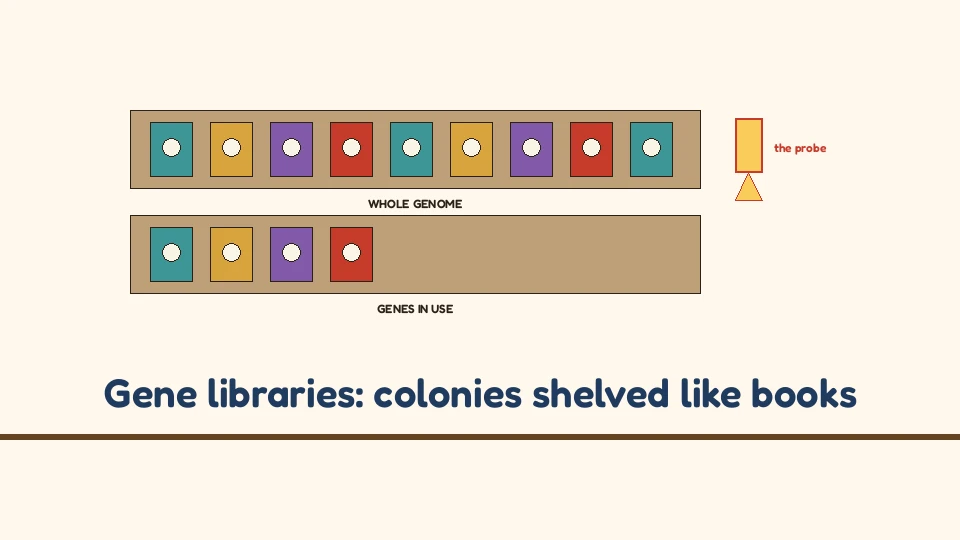 the probe
WHOLE GENOME
GENES IN USE
Gene libraries: colonies shelved like books